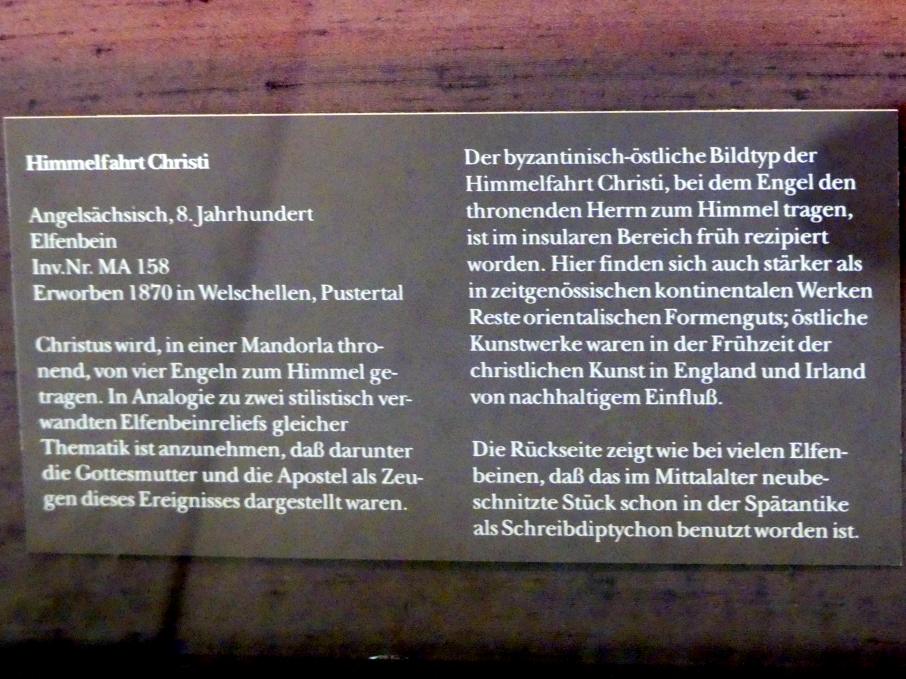 Himmelfahrt Christi
Angelsächsisch, 8. Jahrhundert
Elfenbein
Inv.Nr. MA 158
Erworben 1870 in Welschellen, Pustertal
Christus wird, in einer Mandorla thro-
nend, von vier Engeln zum Himmel ge-
tragen. In Analogie zu zwei stilistisch ver-
wandten Elfenbeinreliefs gleicher
Thematik ist anzunehmen, daß darunter
die Gottesmutter und die Apostel als Zeu-
gen dieses Ereignisses dargestellt waren.
Der byzantinisch-östliche Bildtyp der
Himmelfahrt Christi, bei dem Engel den
thronenden Herrn zum Himmel tragen,
ist im insularen Bereich früh rezipiert
worden. Hier finden sich auch stärker als
in zeitgenössischen kontinentalen Werken
Reste orientalischen Formenguts; östliche
Kunstwerke waren in der Frühzeit der
christlichen Kunst in England und Irland
von nachhaltigem Einfluß.
Die Rückseite zeigt wie bei vielen Elfen-
beinen, daß das im Mittalalter neube-
schnitzte Stück schon in der Spätantike
als Schreibdiptychon benutzt worden ist.